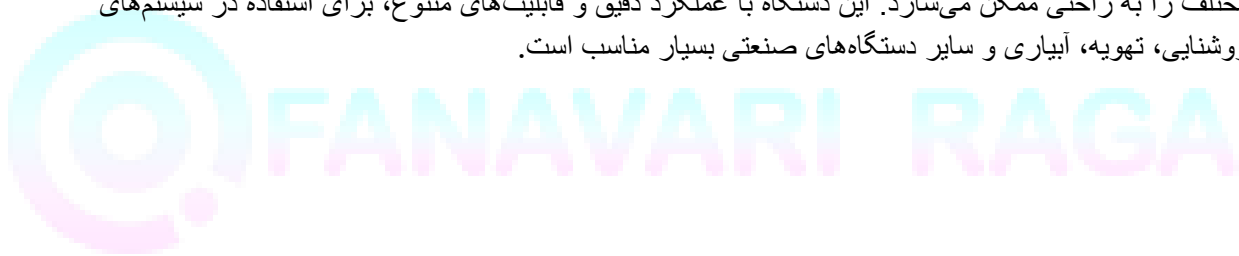 را به راحتی ممکن می‌سازد. این دستگاه با عملکرد دقیق و قابلیت‌های متنوع، برای استفاده در سیستم‌های
تهویه، آبیاری و سایر دستگاه‌های صنعتی بسیار مناسب است.
FANAVARI RAGA